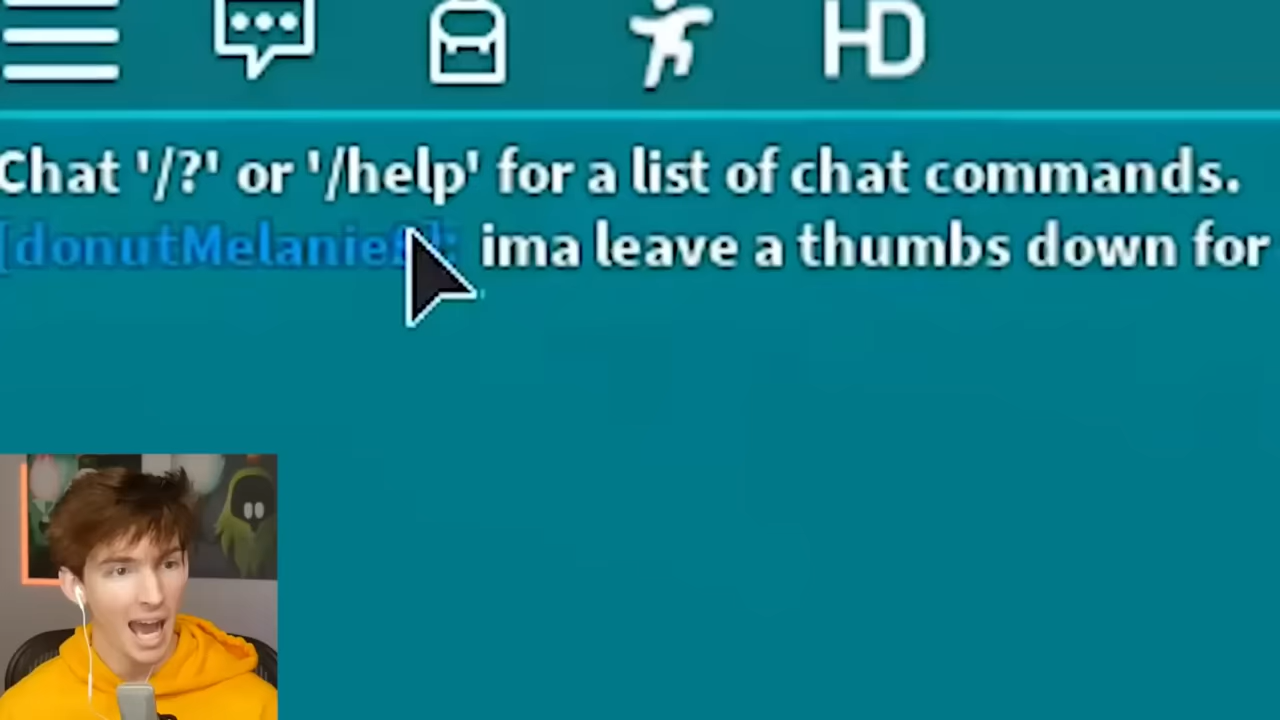 HD
Chat '/?' or '/help' for a list of chat commands.
ima leave a thumbs down for